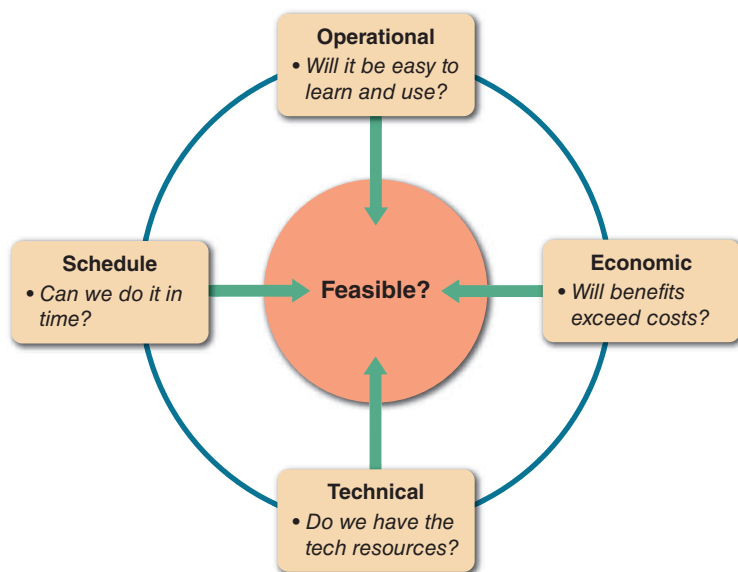 Operational
• Will it be easy to
learn and use?
Schedule
• Can we do it in
time?
Feasible?
Economic
• Will benefits
exceed costs?
Technical
• Do we have the
tech resources?